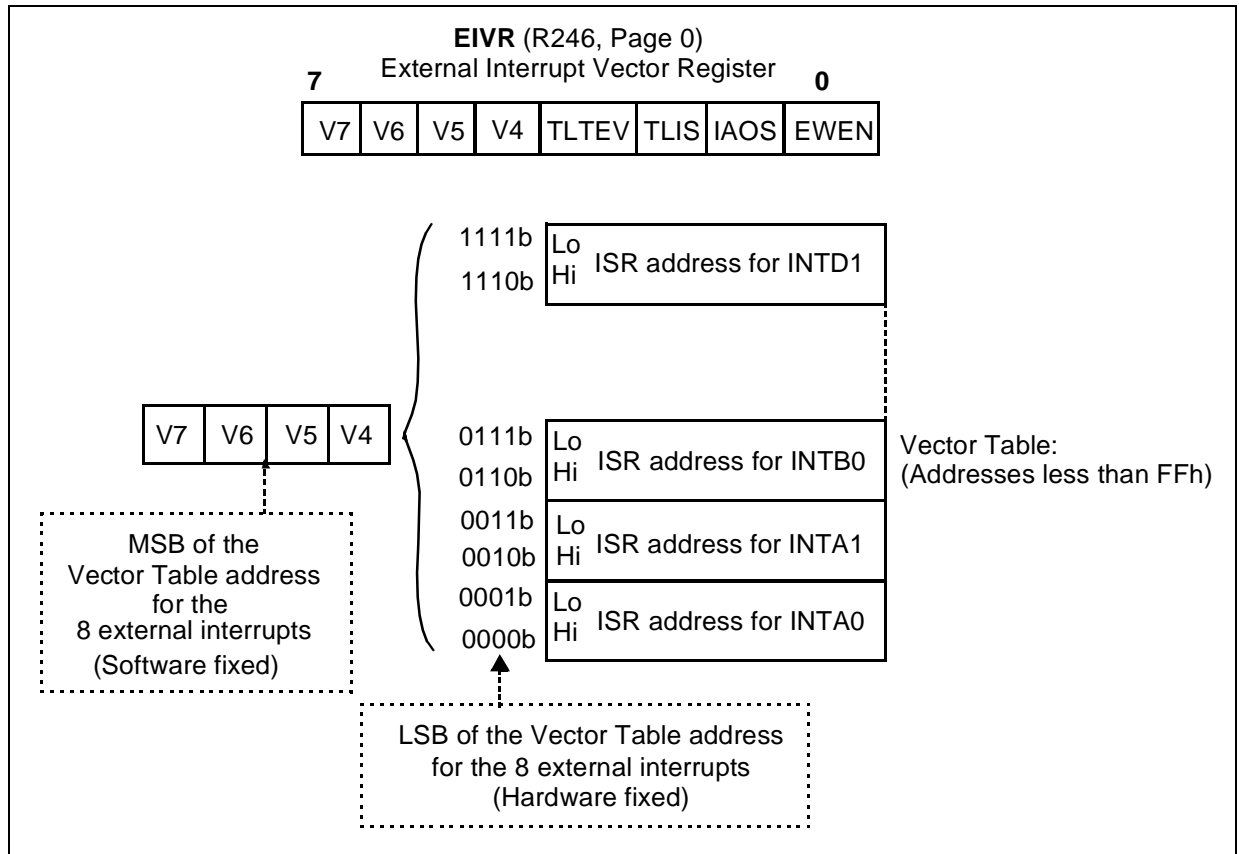 EIVR (R246, Page 0)
External Interrupt Vector Register
7 0
V7 V6 V5 V4 TLTEV TLIS IAOS EWEN
1111b Lo
ISR address for INTD1
1110b Hi
V7 V6 V5 V4
0111b Lo
ISR address for INTB0
0110b Hi
Vector Table:
(Addresses less than FFh)
0011b Lo
ISR address for INTA1
0010b Hi
0001b Lo
ISR address for INTA0
0000b Hi
MSB of the
Vector Table address
for the
8 external interrupts
(Software fixed)
LSB of the Vector Table address
for the 8 external interrupts
(Hardware fixed)